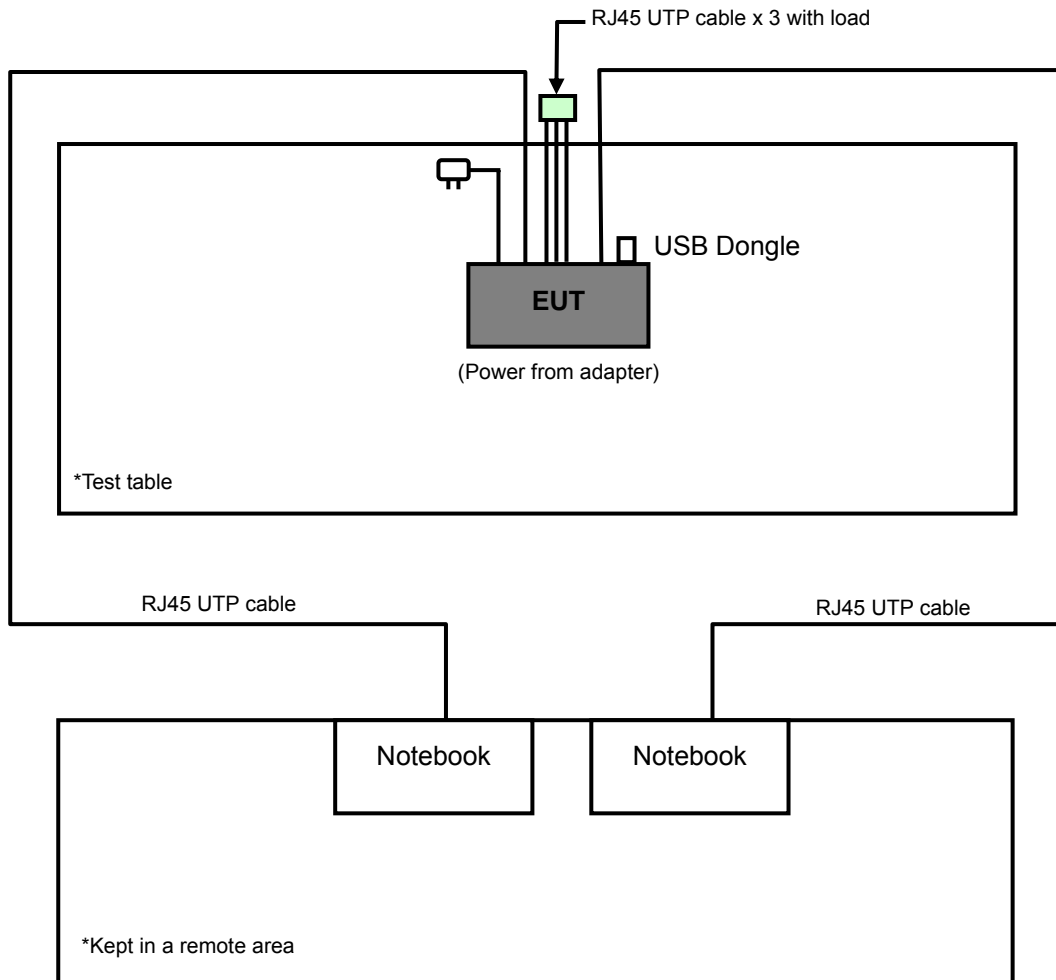 RJ45 UTP cable x 3 with load
USB Dongle
EUT
(Power from adapter)
*Test table
RJ45 UTP cable
RJ45 UTP cable
Notebook
Notebook
*Kept in a remote area